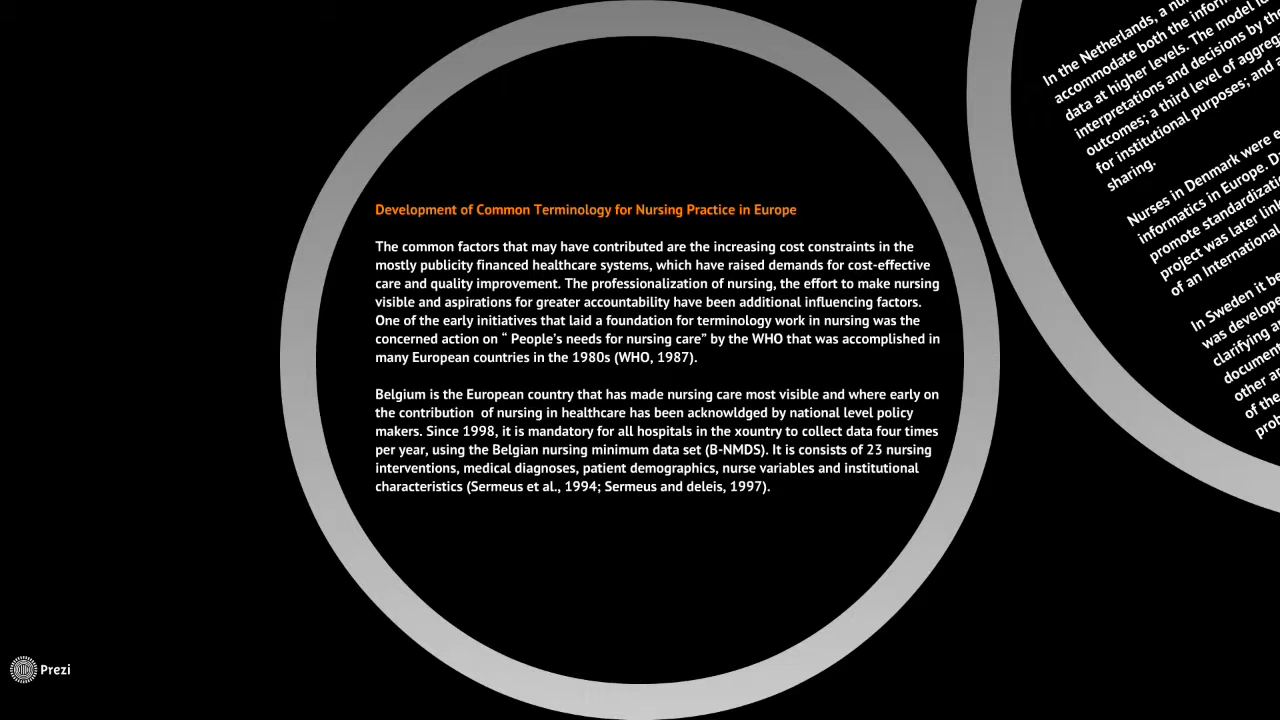 Development of Common Terminology for Nursing Practice in Europe
The common factors that may have contributed are the increasing cost constraints in the
mostly publicity financed healthcare systems, which have raised demands for cost-effective
care and quality improvement. The professionalization of nursing, the effort to make nursing
visible and aspirations for greater accountability have been additional influencing factors.
One of the early initiatives that laid a foundation for terminology work in nursing was the
concerned action on “ People’s needs for nursing care” by the WHO that was accomplished in
many European countries in the 1980s (WHO, 1987).
Belgium is the European country that has made nursing care most visible and where early on
the contribution  of nursing in healthcare has been acknowldged by national level policy
makers. Since 1998, it is mandatory for all hospitals in the xountry to collect data four times
per year, using the Belgian nursing minimum data set (B-NMDS). It is consists of 23 nursing
interventions, medical diagnoses, patient demographics, nurse variables and institutional
characteristics (Sermeus et al., 1994; Sermeus and deleis, 1997).
In the Netherlands, a
accommodate both the
data at higher levels. The model
interpretations and decisions by the
outcomes; a third level of
for institutional purposes; and
sharing.
Nurses in Denmark were
informatics in Europe.
promote
project was later
of an International
In Sweden it
was
clarifying
other
of the
Prezi